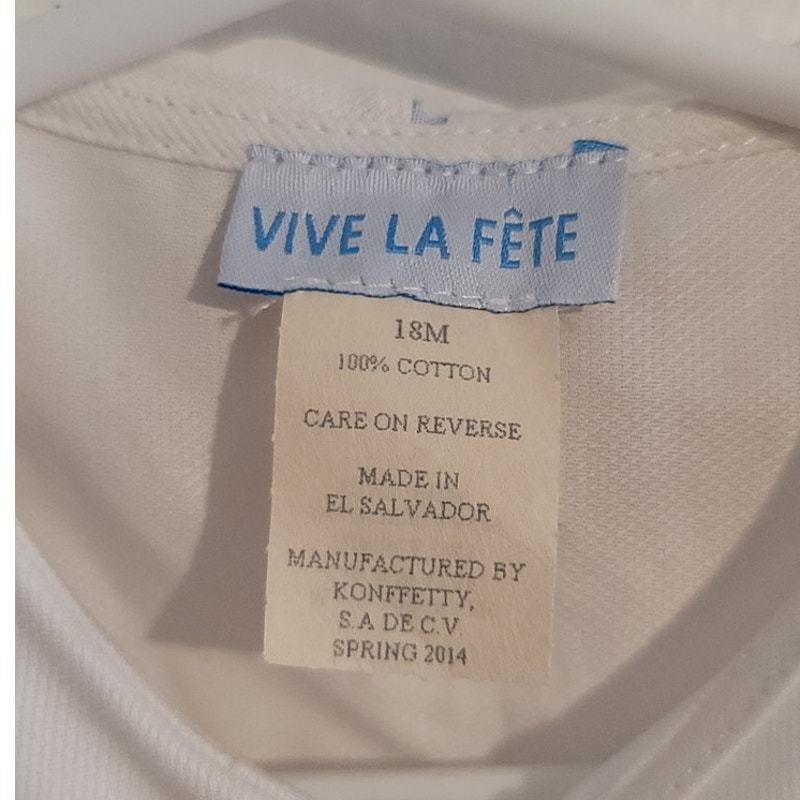 VIVE LA FÊTE
18M
100% COTTON
CARE ON REVERSE
MADE IN
EL SALVADOR
MANUFACTURED BY
KONFFETTY,
S.A DE C.V.
SPRING 2014